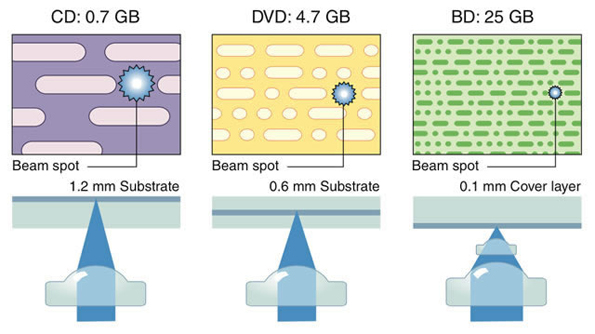 CD: 0.7 GB
DVD: 4.7 GB
BD: 25 GB
Beam spot
Beam spot
Beam spot
1.2 mm Substrate
0.6 mm Substrate
0.1 mm Cover layer